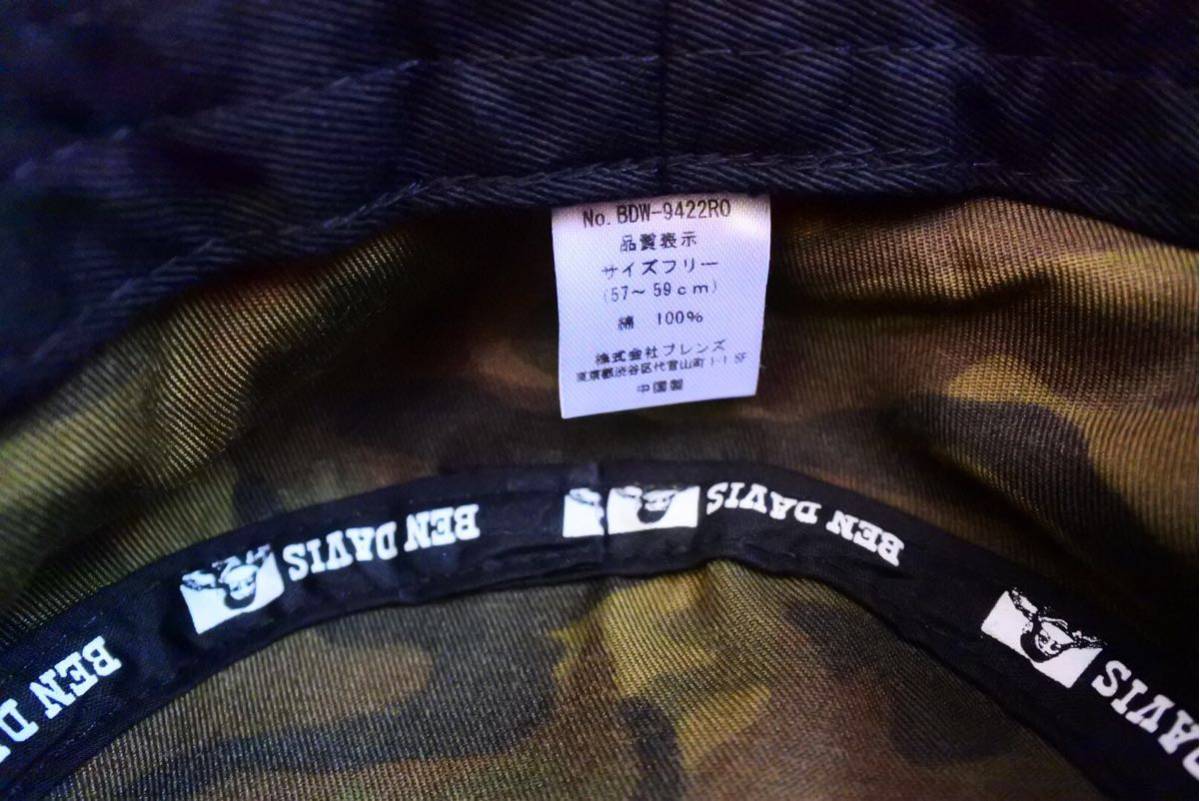 No. BDW-9422RO
品質表示
サイズフリー
(57～59cm)
綿 100%
株式会社フレンズ
東京都渋谷区代官山町1-1 5F
中国製
BEN DAVIS
BEN DAVIS
BEN D
DAVIS